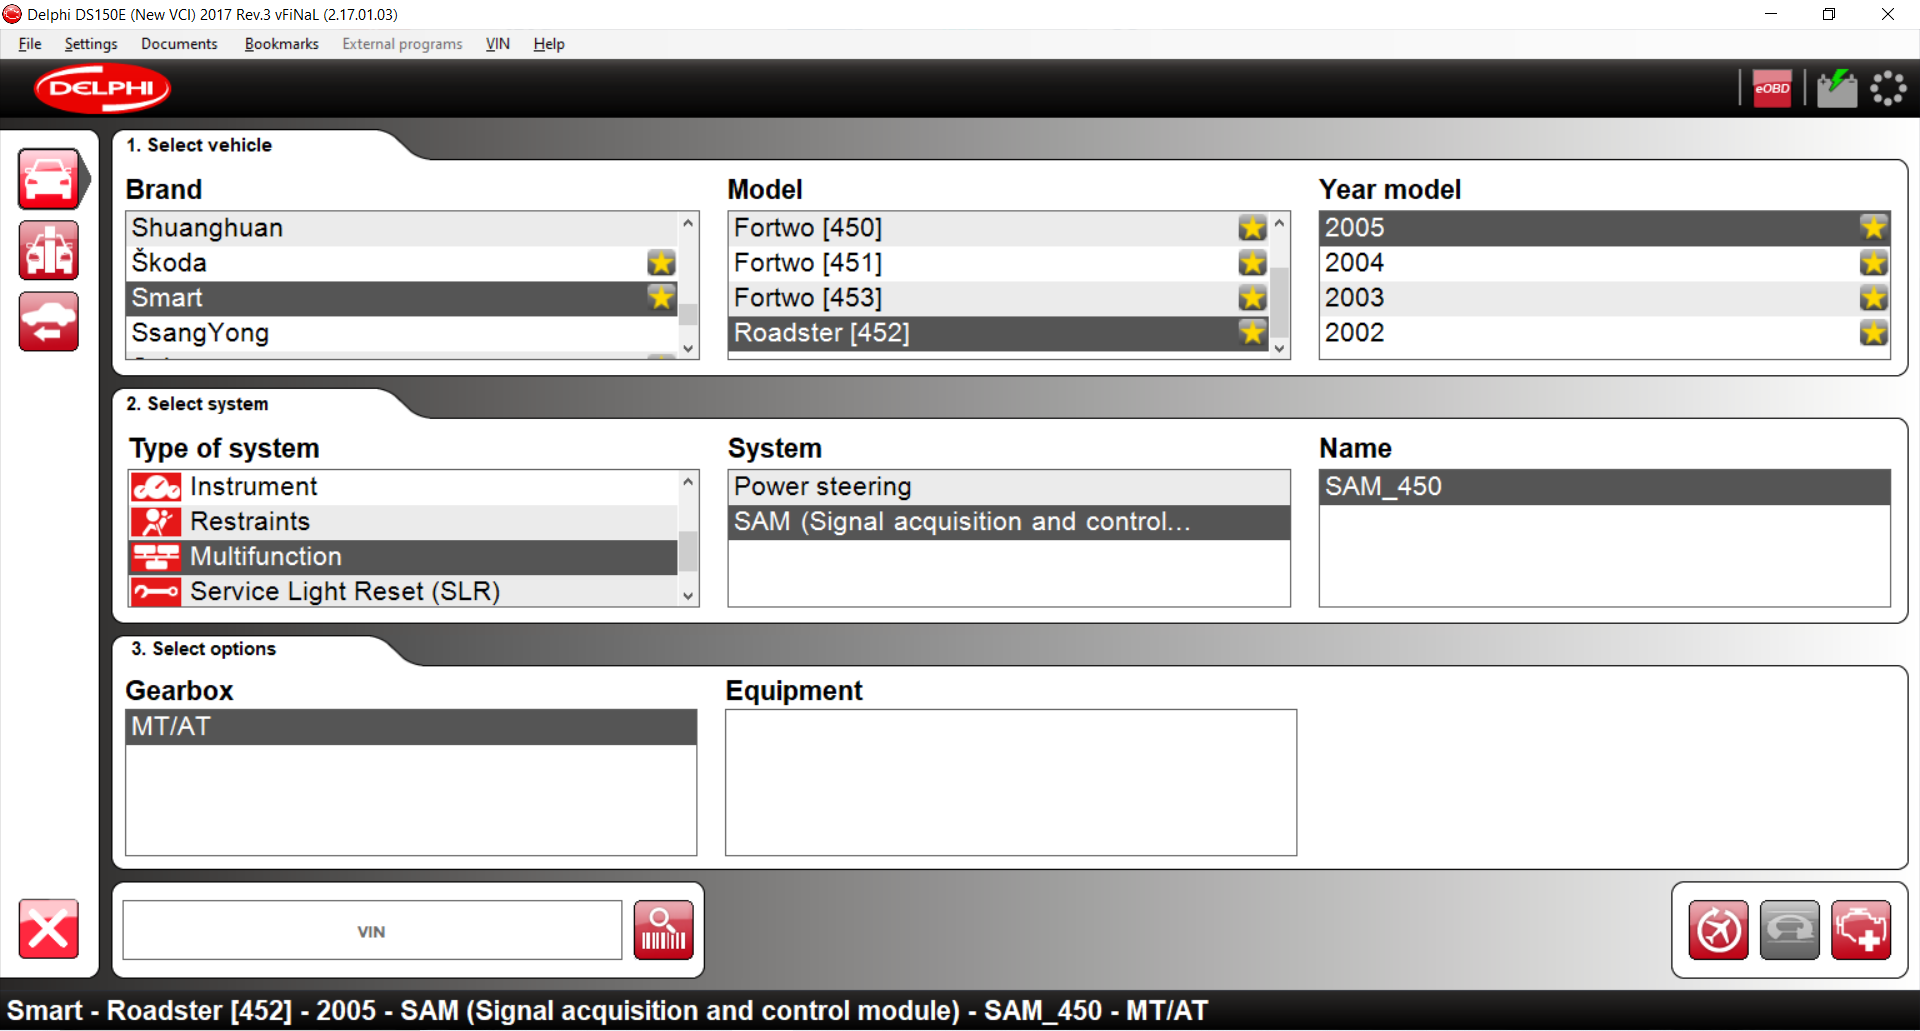 Delphi DS150E (New VCI) 2017 Rev.3 vFiNaL (2.17.01.03)
File Settings Documents Bookmarks External programs VIN Help
DELPHI
eOBD
1. Select vehicle
Brand
Shuanghuan
Škoda
Smart
SsangYong
Model
Fortwo [450]
Fortwo [451]
Fortwo [453]
Roadster [452]
Year model
2005
2004
2003
2002
2. Select system
Type of system
Instrument
Restraints
Multifunction
Service Light Reset (SLR)
System
Power steering
SAM (Signal acquisition and control...
Name
SAM_450
3. Select options
Gearbox
MT/AT
Equipment
VIN
Smart - Roadster [452] - 2005 - SAM (Signal acquisition and control module) - SAM_450 - MT/AT